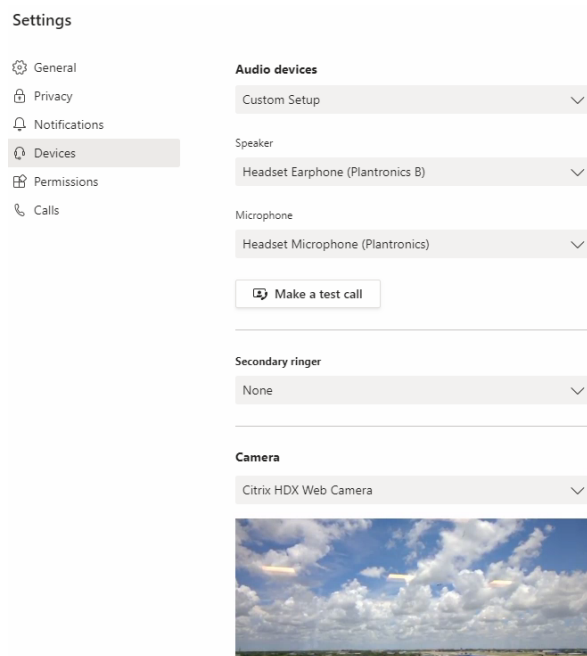 Settings
General
Privacy
Notifications
Devices
Permissions
Calls
Audio devices
Custom Setup
Speaker
Headset Earphone (Plantronics B)
Microphone
Headset Microphone (Plantronics)
Make a test call
Secondary ringer
None
Camera
Citrix HDX Web Camera